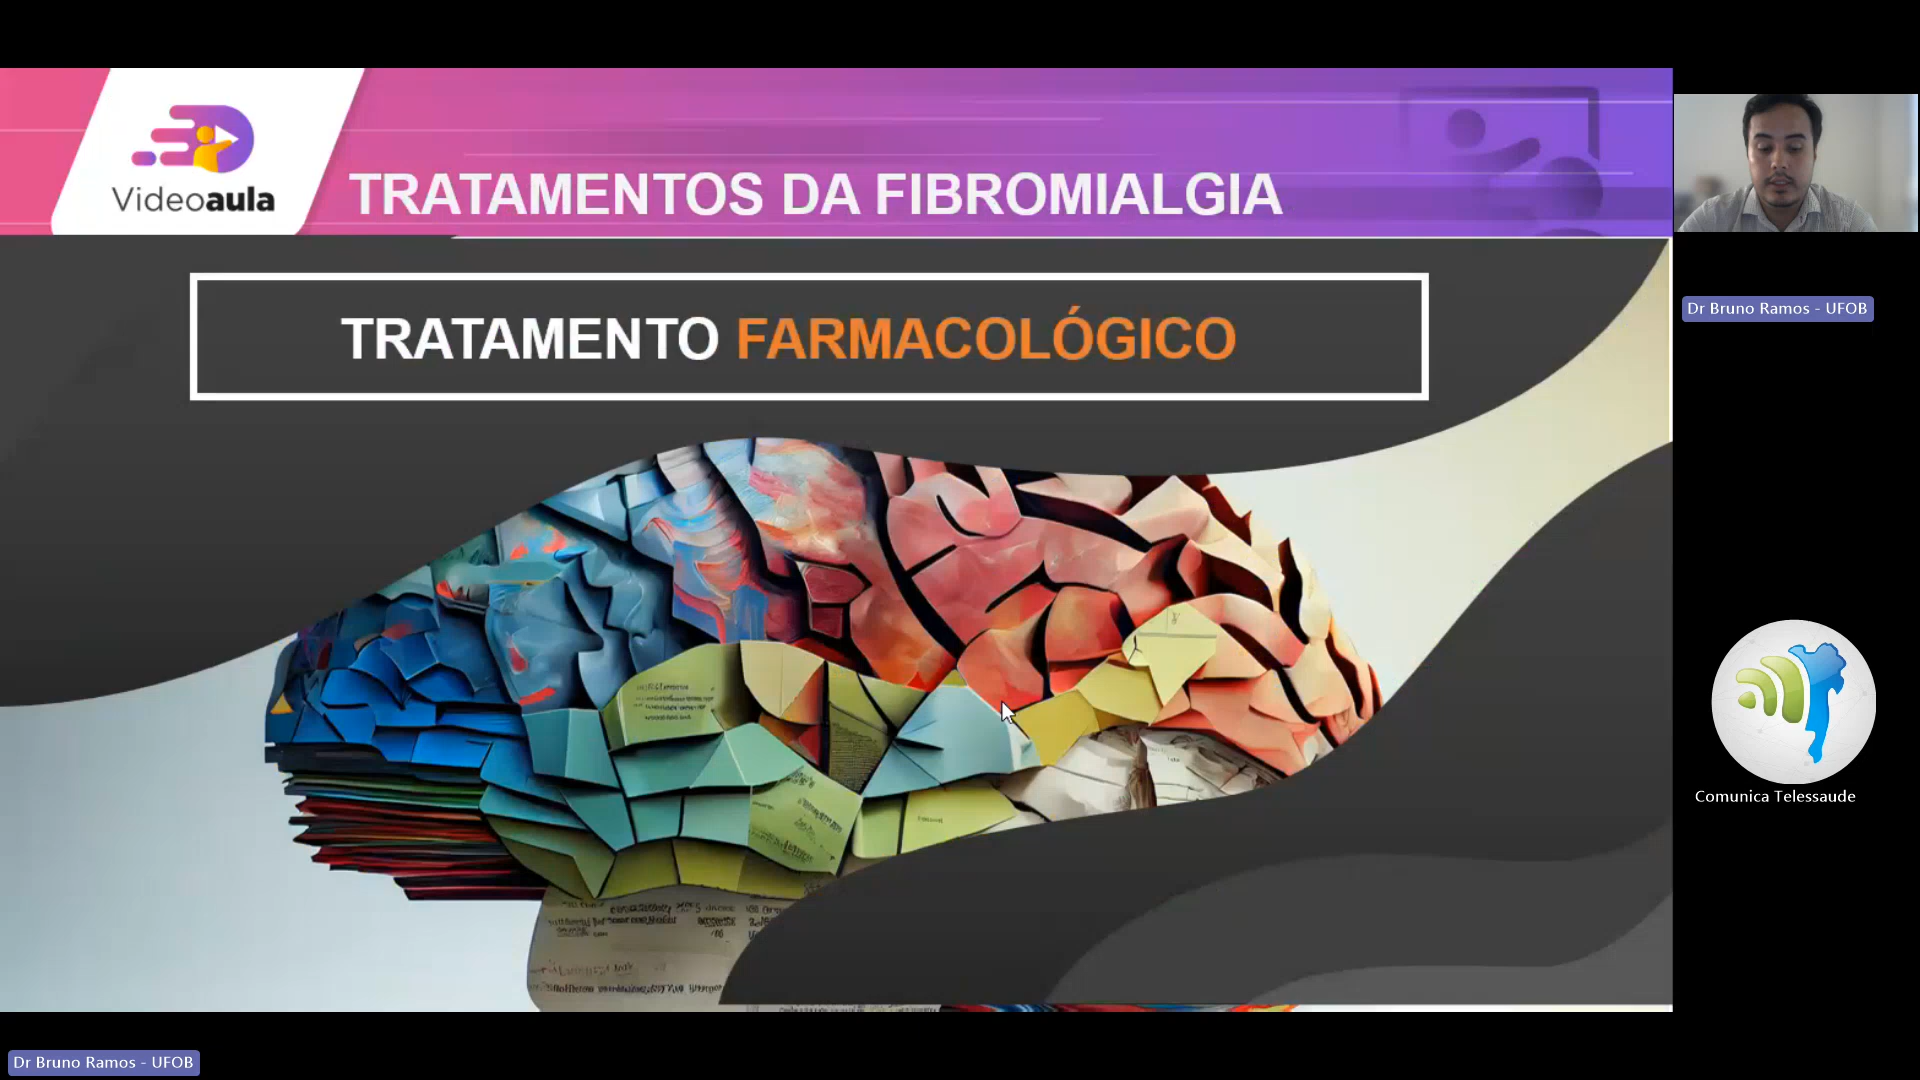 Videoaula
TRATAMENTOS DA FIBROMIALGIA
TRATAMENTO FARMACOLÓGICO
Dr Bruno Ramos - UFOB
Comunica Telessaude
Dr Bruno Ramos - UFOB